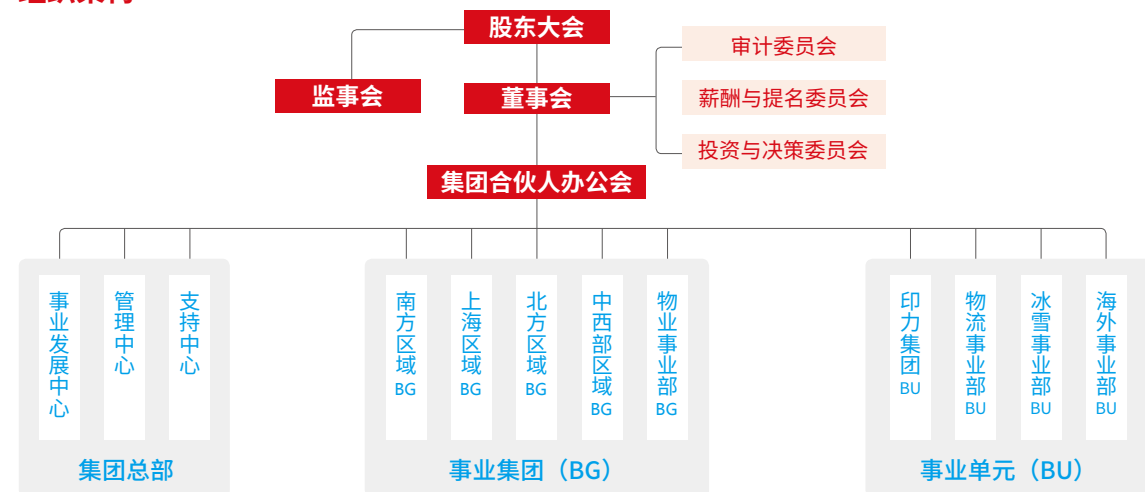 组织架构
股东大会
监事会
董事会
审计委员会
薪酬与提名委员会
投资与决策委员会
集团合伙人办公会
事业发展中心
管理中心
支持中心
集团总部
南方区域BG
上海区域BG
北方区域BG
中西部区域BG
物业事业部BG
事业集团（BG）
印力集团BU
物流事业部BU
冰雪事业部BU
海外事业部BU
事业单元（BU）